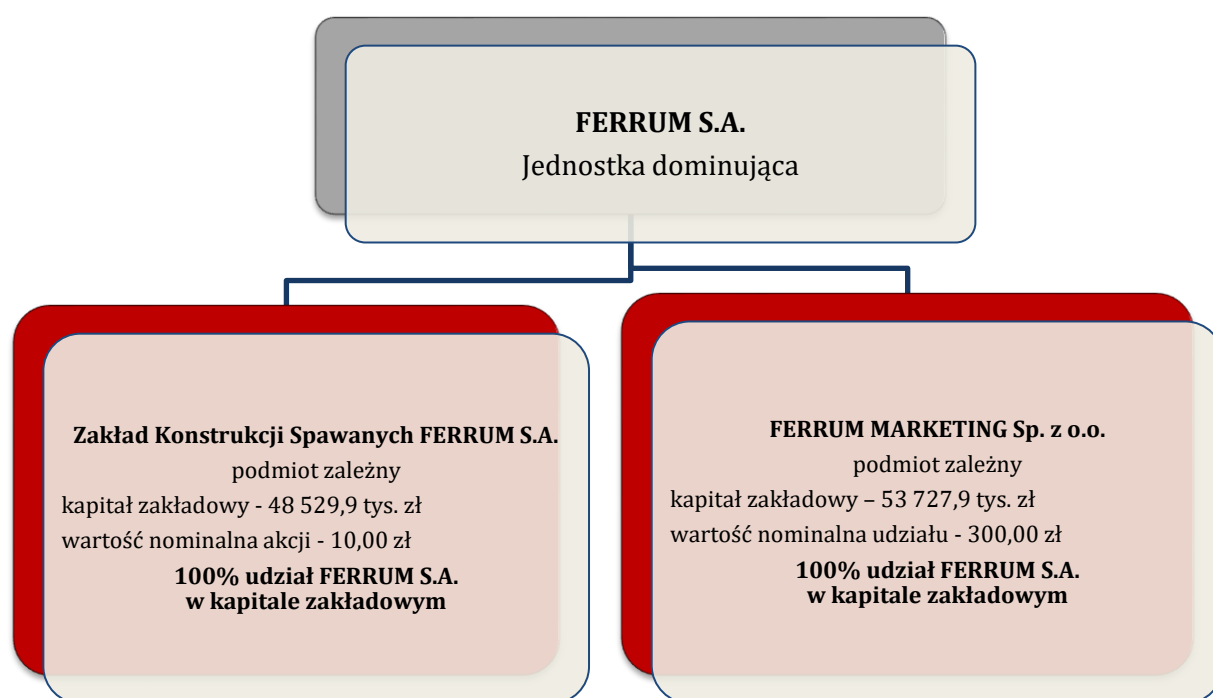 FERRUM S.A.
Jednostka dominująca
Zakład Konstrukcji Spawanych FERRUM S.A.
podmiot zależny
kapitał zakładowy - 48 529,9 tys. zł
wartość nominalna akcji - 10,00 zł
100% udział FERRUM S.A.
w kapitale zakładowym
FERRUM MARKETING Sp. z o.o.
podmiot zależny
kapitał zakładowy – 53 727,9 tys. zł
wartość nominalna udziału - 300,00 zł
100% udział FERRUM S.A.
w kapitale zakładowym